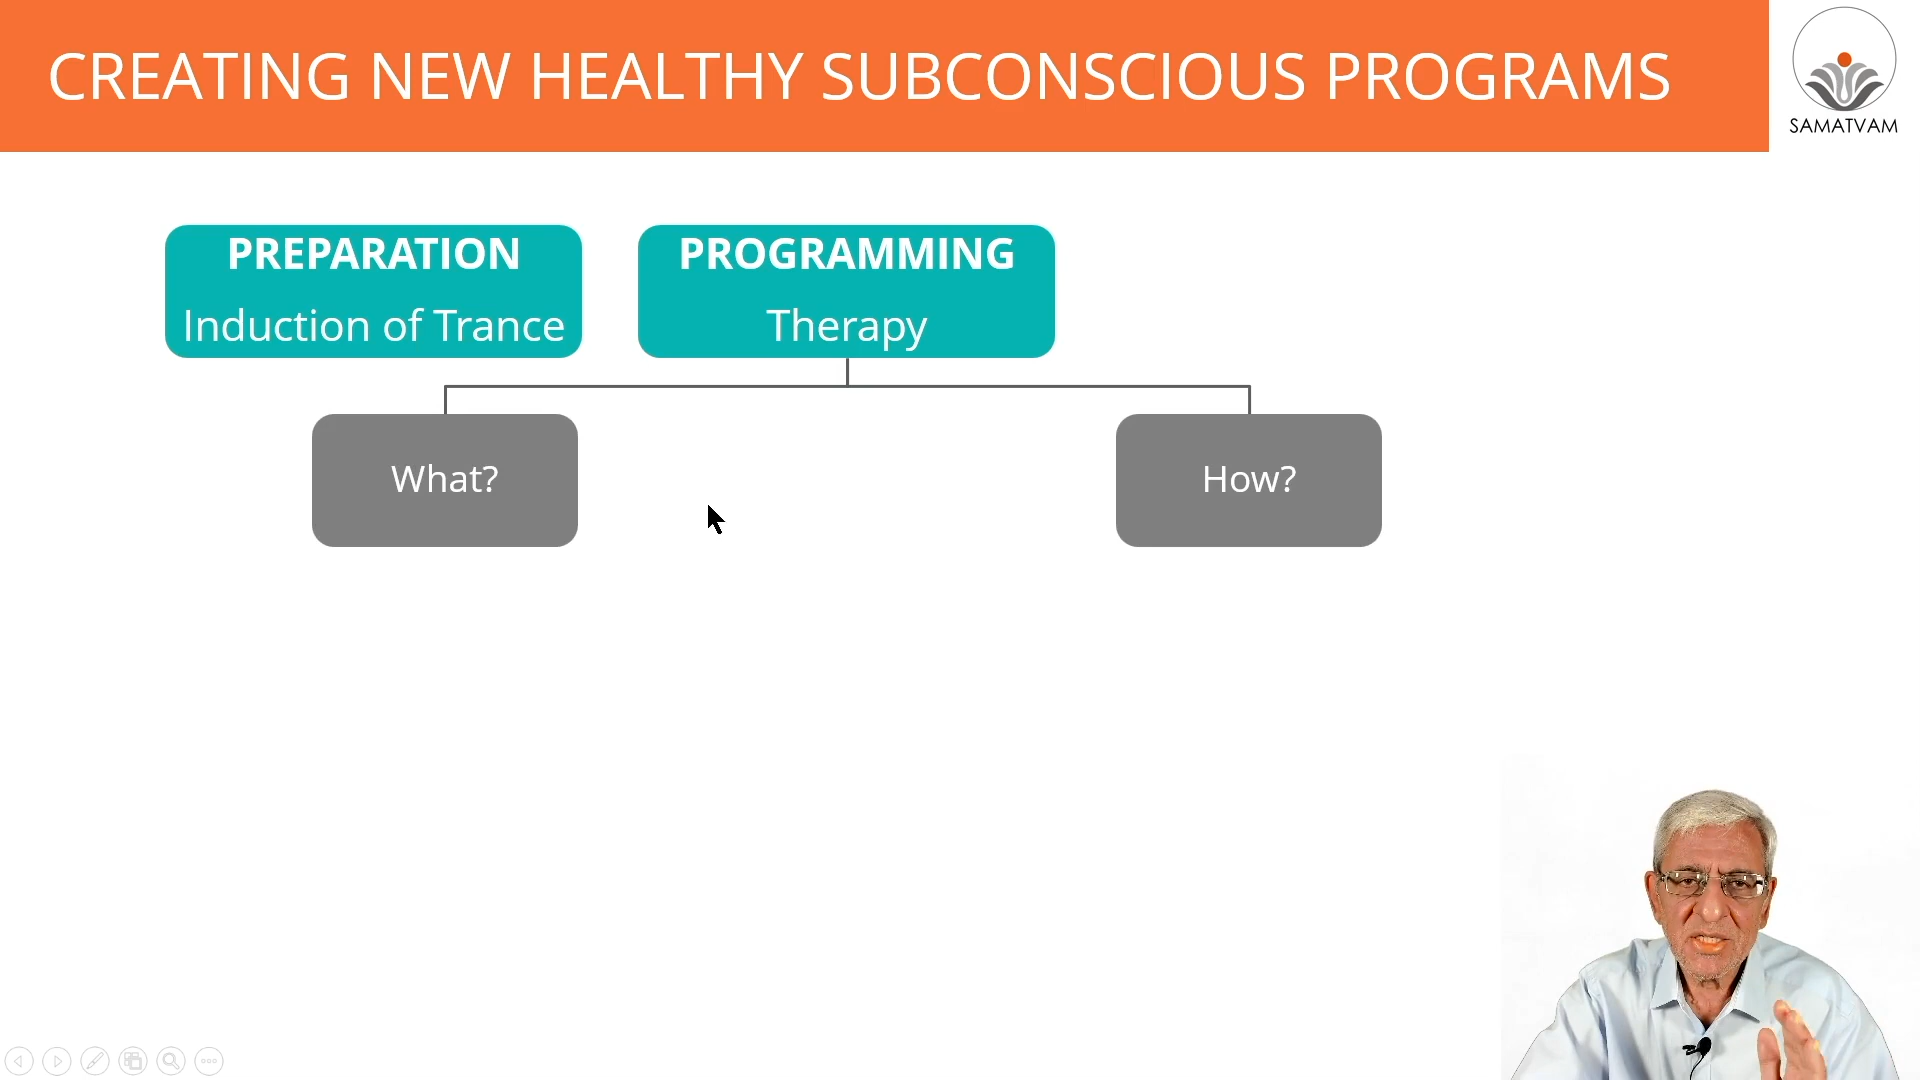 CREATING NEW HEALTHY SUBCONSCIOUS PROGRAMS
SAMATVAM
PREPARATION
Induction of Trance
PROGRAMMING
Therapy
What?
How?